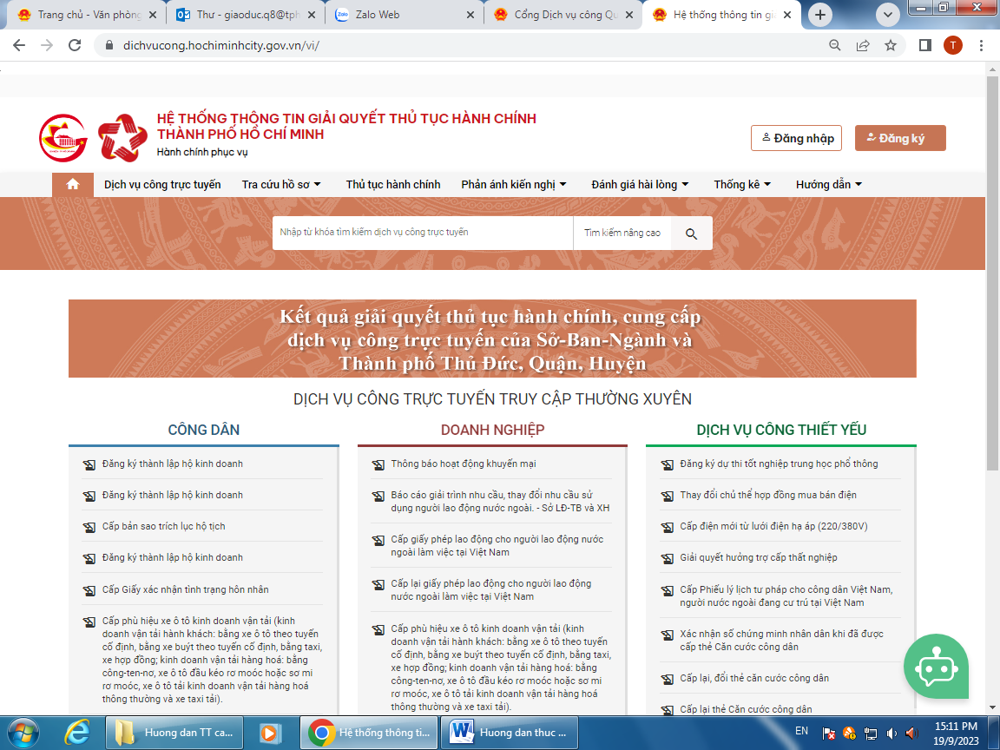 Trang chủ - Văn phòng
Thư - giaoduc.q8@tph
Zalo Web
Cổng Dịch vụ công Qu
Hệ thống thông tin gi
dichvucong.hochiminhcity.gov.vn/vi/
T
HỆ THỐNG THÔNG TIN GIẢI QUYẾT THỦ TỤC HÀNH CHÍNH
THÀNH PHỐ HỒ CHÍ MINH
Hành chính phục vụ
Đăng nhập
Đăng ký
Dịch vụ công trực tuyến
Tra cứu hồ sơ
Thủ tục hành chính
Phản ánh kiến nghị
Đánh giá hài lòng
Thống kê
Hướng dẫn
Nhập từ khóa tìm kiếm dịch vụ công trực tuyến
Tìm kiếm nâng cao
Kết quả giải quyết thủ tục hành chính, cung cấp
dịch vụ công trực tuyến của Sở-Ban-Ngành và
Thành phố Thủ Đức, Quận, Huyện
DỊCH VỤ CÔNG TRỰC TUYẾN TRUY CẬP THƯỜNG XUYÊN
CÔNG DÂN
Đăng ký thành lập hộ kinh doanh
Đăng ký thành lập hộ kinh doanh
Cấp bản sao trích lục hộ tịch
Đăng ký thành lập hộ kinh doanh
Cấp Giấy xác nhận tình trạng hôn nhân
Cấp phù hiệu xe ô tô kinh doanh vận tải (kinh
doanh vận tải hành khách: bằng xe ô tô theo tuyến
cố định, bằng xe buýt theo tuyến cố định, bằng taxi,
xe hợp đồng; kinh doanh vận tải hàng hoá: bằng
công-ten-nơ, xe ô tô đầu kéo rơ moóc hoặc sơ mi
rơ moóc, xe ô tô tải kinh doanh vận tải hàng hoá
thông thường và xe taxi tải).
DOANH NGHIỆP
Thông báo hoạt động khuyến mại
Báo cáo giải trình nhu cầu, thay đổi nhu cầu sử
dụng người lao động nước ngoài. - Sở LĐ-TB và XH
Cấp giấy phép lao động cho người lao động nước
ngoài làm việc tại Việt Nam
Cấp lại giấy phép lao động cho người lao động
nước ngoài làm việc tại Việt Nam
Cấp phù hiệu xe ô tô kinh doanh vận tải (kinh
doanh vận tải hành khách: bằng xe ô tô theo tuyến
cố định, bằng xe buýt theo tuyến cố định, bằng taxi,
xe hợp đồng; kinh doanh vận tải hàng hoá: bằng
công-ten-nơ, xe ô tô đầu kéo rơ moóc hoặc sơ mi
rơ moóc, xe ô tô tải kinh doanh vận tải hàng hoá
thông thường và xe taxi tải).
DỊCH VỤ CÔNG THIẾT YẾU
Đăng ký dự thi tốt nghiệp trung học phổ thông
Thay đổi chủ thể hợp đồng mua bán điện
Cấp điện mới từ lưới điện hạ áp (220/380V)
Giải quyết hưởng trợ cấp thất nghiệp
Cấp Phiếu lý lịch tư pháp cho công dân Việt Nam,
người nước ngoài đang cư trú tại Việt Nam
Xác nhận số chứng minh nhân dân khi đã được
cấp thẻ Căn cước công dân
Cấp lại, đổi thẻ căn cước công dân
Cấp lại thẻ Căn cước công dân
Huong dan TT ca...
Hệ thống thông ti...
Huong dan thuc ...
EN
15:11 PM
19/9/2023